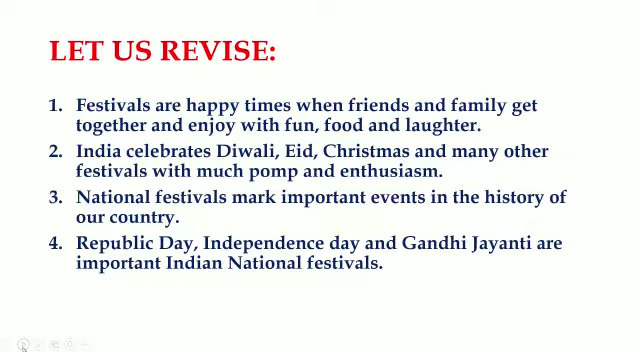 LET US REVISE:
1. Festivals are happy times when friends and family get
together and enjoy with fun, food and laughter.
2. India celebrates Diwali, Eid, Christmas and many other
festivals with much pomp and enthusiasm.
3. National festivals mark important events in the history of
our country.
4. Republic Day, Independence day and Gandhi Jayanti are
important Indian National festivals.